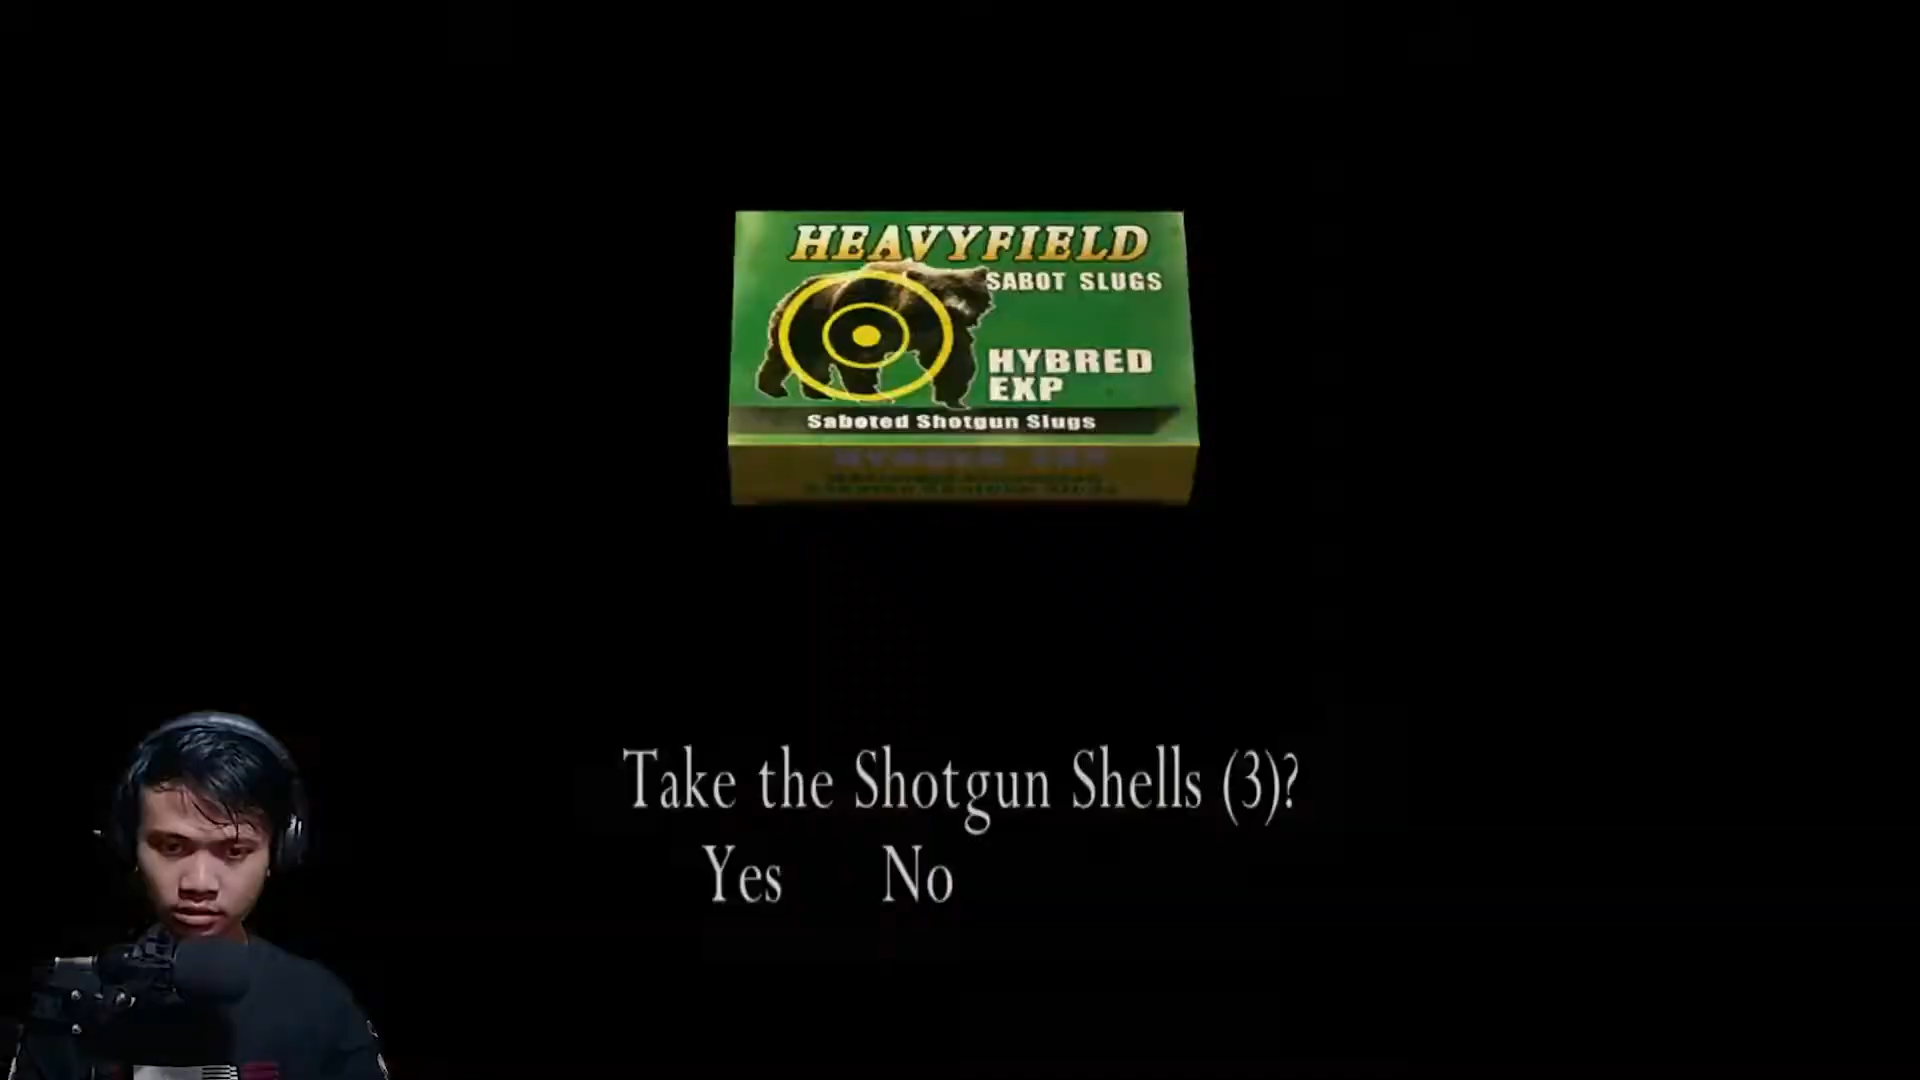 HEAVYFIELD
SABOT SLUGS
HYBRED
EXP
Saboted Shotgun Slugs
Take the Shotgun Shells (3)?
Yes No